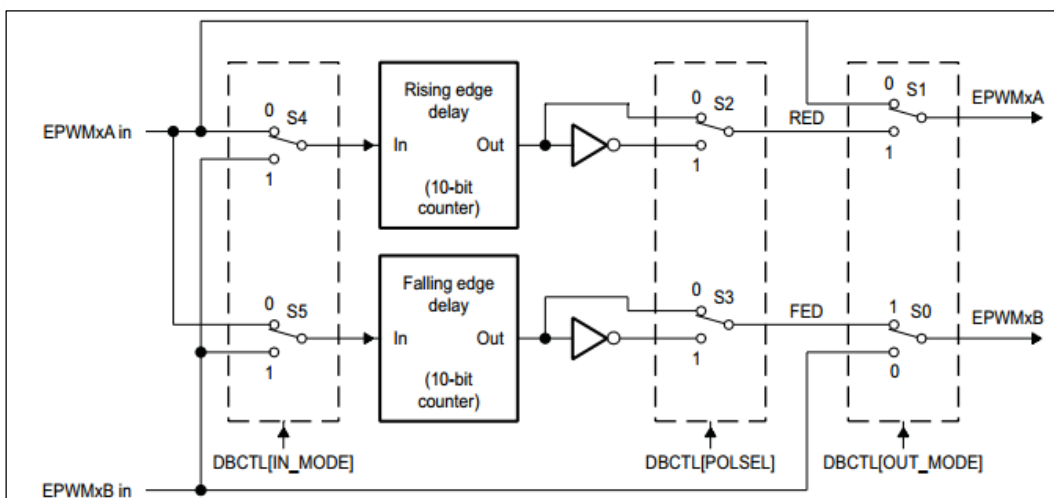 EPWMxA in
0
S4
1
Rising edge
delay
In
Out
(10-bit
counter)
0
S2
1
RED
0
S1
1
EPWMxA
0
S5
1
Falling edge
delay
In
Out
(10-bit
counter)
0
S3
1
FED
1
S0
0
EPWMxB
DBCTL[IN_MODE]
DBCTL[POLSEL]
DBCTL[OUT_MODE]
EPWMxB in